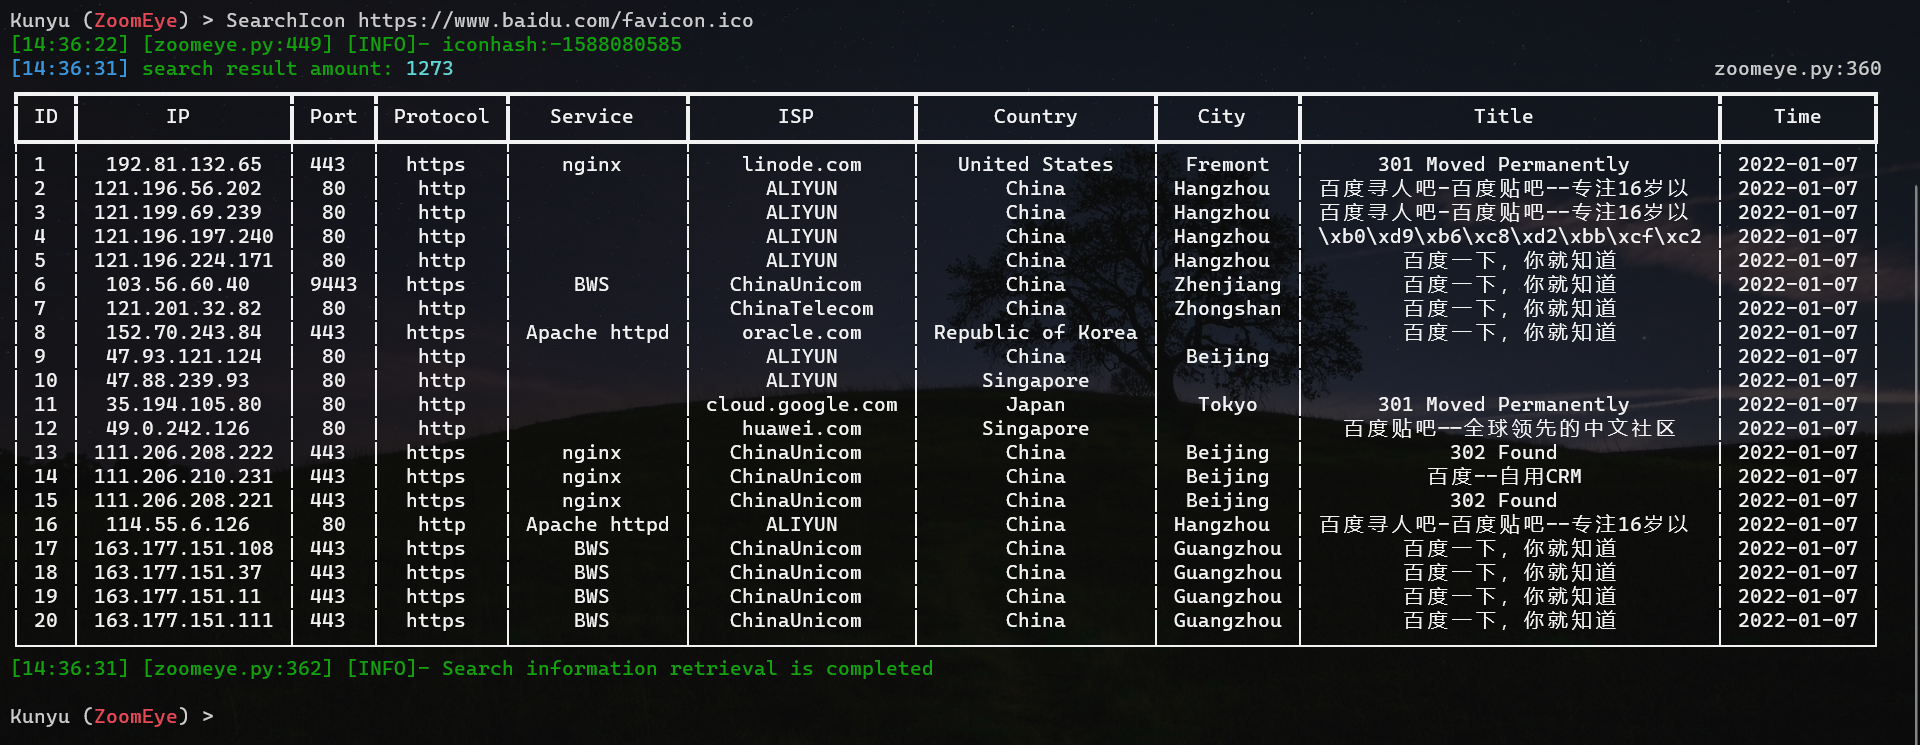 Kunyu (ZoomEye) > SearchIcon https://www.baidu.com/favicon.ico
[14:36:22] [zoomeye.py:449] [INFO]- iconhash:-1588080585
[14:36:31] search result amount: 1273 zoomeye.py:360
ID IP Port Protocol Service ISP Country City Title Time
1 192.81.132.65 443 https nginx linode.com United States Fremont 301 Moved Permanently 2022-01-07
2 121.196.56.202 80 http ALIYUN China Hangzhou 百度寻人吧-百度贴吧--专注16岁以 2022-01-07
3 121.199.69.239 80 http ALIYUN China Hangzhou 百度寻人吧-百度贴吧--专注16岁以 2022-01-07
4 121.196.197.240 80 http ALIYUN China Hangzhou \xb0\xd9\xb6\xc8\xd2\xbb\xcf\xc2 2022-01-07
5 121.196.224.171 80 http ALIYUN China Hangzhou 百度一下，你就知道 2022-01-07
6 103.56.60.40 9443 https BWS ChinaUnicom China Zhenjiang 百度一下，你就知道 2022-01-07
7 121.201.32.82 80 http ChinaTelecom China Zhongshan 百度一下，你就知道 2022-01-07
8 152.70.243.84 443 https Apache httpd oracle.com Republic of Korea 百度一下，你就知道 2022-01-07
9 47.93.121.124 80 http ALIYUN China Beijing 2022-01-07
10 47.88.239.93 80 http ALIYUN Singapore 2022-01-07
11 35.194.105.80 80 http cloud.google.com Japan Tokyo 301 Moved Permanently 2022-01-07
12 49.0.242.126 80 http huawei.com Singapore 百度贴吧——全球领先的中文社区 2022-01-07
13 111.206.208.222 443 https nginx ChinaUnicom China Beijing 302 Found 2022-01-07
14 111.206.210.231 443 https nginx ChinaUnicom China Beijing 百度--自用CRM 2022-01-07
15 111.206.208.221 443 https nginx ChinaUnicom China Beijing 302 Found 2022-01-07
16 114.55.6.126 80 http Apache httpd ALIYUN China Hangzhou 百度寻人吧-百度贴吧--专注16岁以 2022-01-07
17 163.177.151.108 443 https BWS ChinaUnicom China Guangzhou 百度一下，你就知道 2022-01-07
18 163.177.151.37 443 https BWS ChinaUnicom China Guangzhou 百度一下，你就知道 2022-01-07
19 163.177.151.11 443 https BWS ChinaUnicom China Guangzhou 百度一下，你就知道 2022-01-07
20 163.177.151.111 443 https BWS ChinaUnicom China Guangzhou 百度一下，你就知道 2022-01-07
[14:36:31] [zoomeye.py:362] [INFO]- Search information retrieval is completed
Kunyu (ZoomEye) >